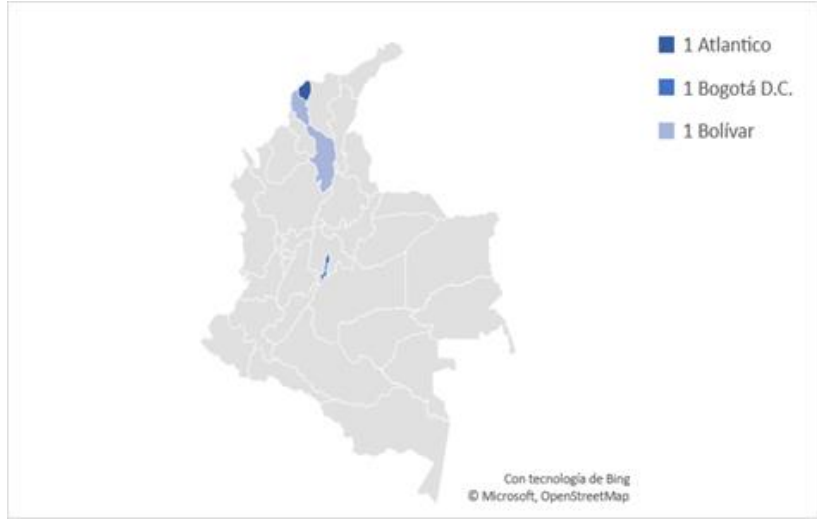 1 Atlantico
1 Bogotá D.C.
1 Bolívar
Con tecnología de Bing
© Microsoft, OpenStreetMap